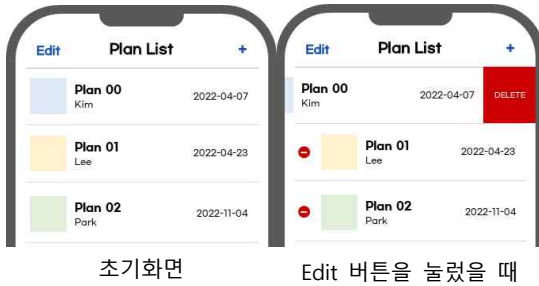 Edit Plan List +
Plan 00
Kim
2022-04-07
Plan 01
Lee
2022-04-23
Plan 02
Park
2022-11-04
초기화면
Edit Plan List +
Plan 00
Kim
2022-04-07
DELETE
Plan 01
Lee
2022-04-23
Plan 02
Park
2022-11-04
Edit 버튼을 눌렀을 때